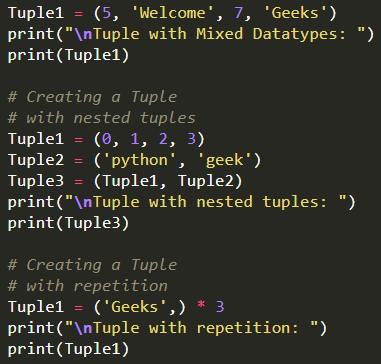 Tuple1 = (5, 'Welcome', 7, 'Geeks')
print("\nTuple with Mixed Datatypes: ")
print(Tuple1)
# Creating a Tuple
# with nested tuples
Tuple1 = (0, 1, 2, 3)
Tuple2 = ('python', 'geek')
Tuple3 = (Tuple1, Tuple2)
print("\nTuple with nested tuples: ")
print(Tuple3)
# Creating a Tuple
# with repetition
Tuple1 = ('Geeks',) * 3
print("\nTuple with repetition: ")
print(Tuple1)